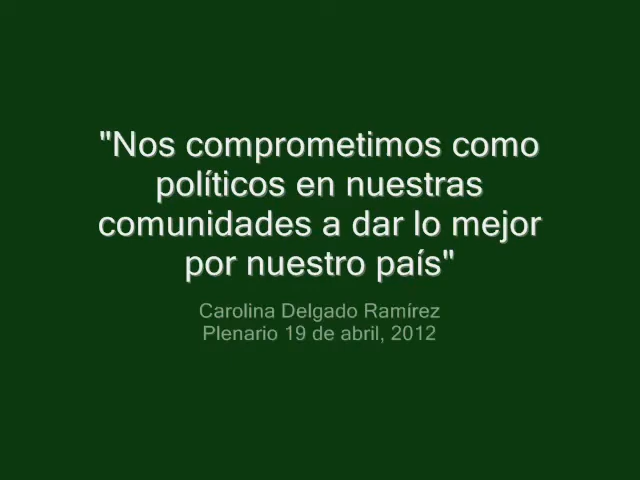 "Nos comprometimos como
políticos en nuestras
comunidades a dar lo mejor
por nuestro país"
Carolina Delgado Ramírez
Plenario 19 de abril, 2012